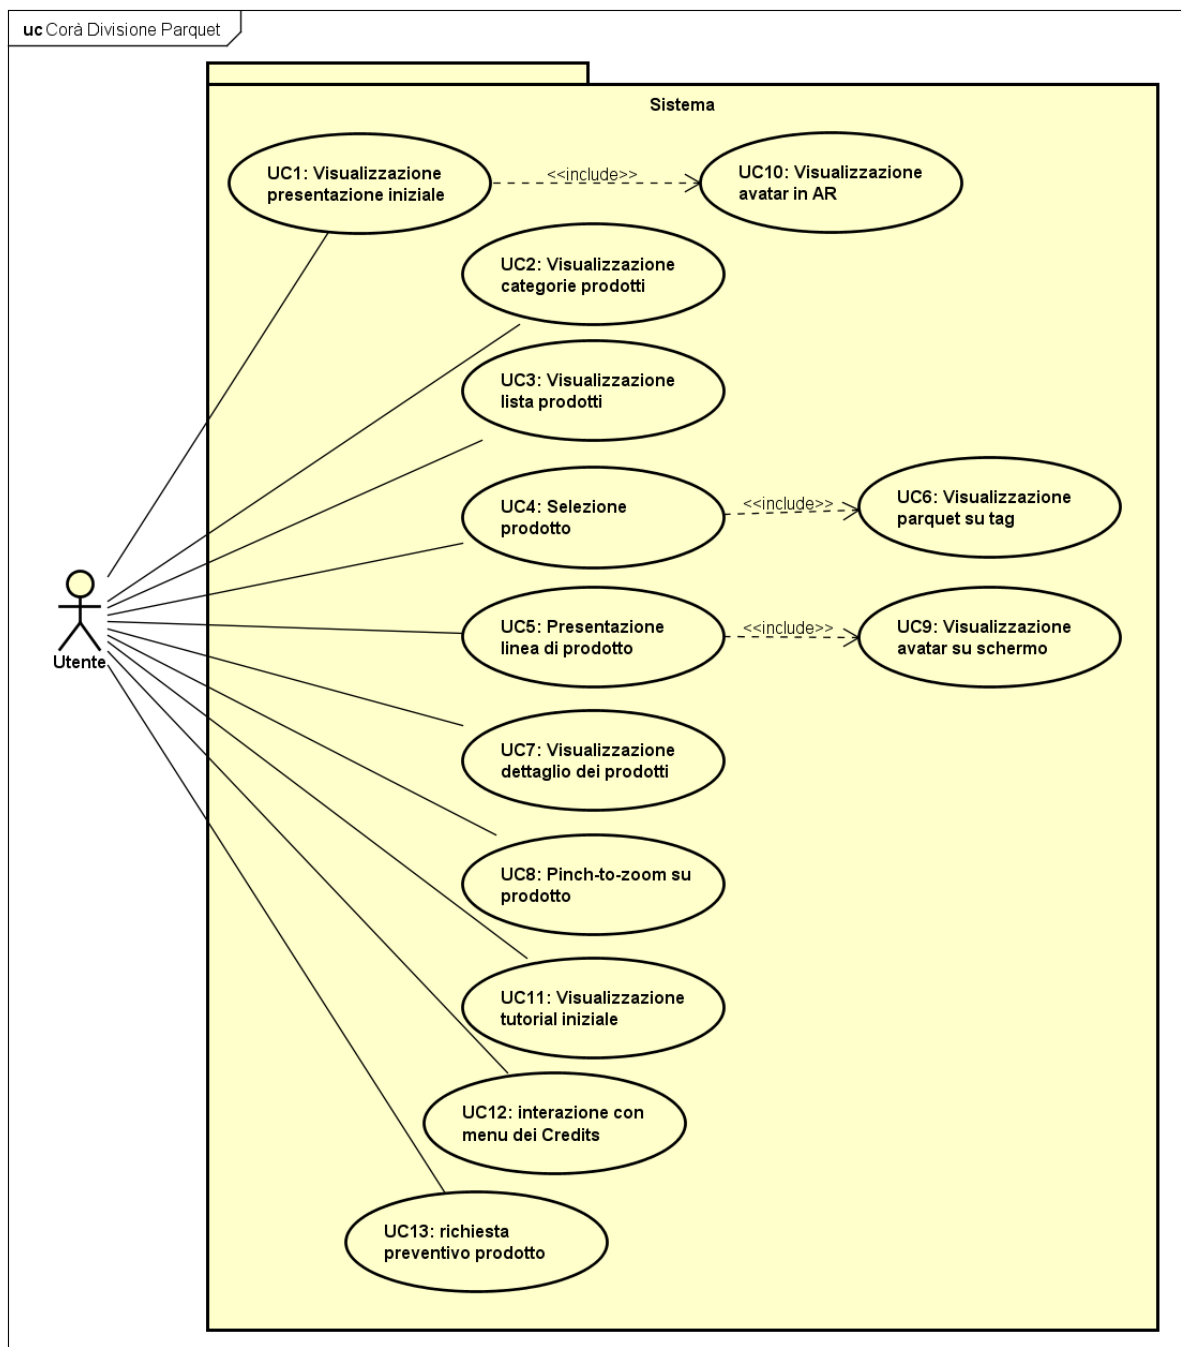 uc Corà Divisione Parquet
Sistema
UC1: Visualizzazione
presentazione iniziale
<<include>>
UC10: Visualizzazione
avatar in AR
UC2: Visualizzazione
categorie prodotti
UC3: Visualizzazione
lista prodotti
UC4: Selezione
prodotto
<<include>>
UC6: Visualizzazione
parquet su tag
UC5: Presentazione
linea di prodotto
<<include>>
UC9: Visualizzazione
avatar su schermo
Utente
UC7: Visualizzazione
dettaglio dei prodotti
UC8: Pinch-to-zoom su
prodotto
UC11: Visualizzazione
tutorial iniziale
UC12: interazione con
menu dei Credits
UC13: richiesta
preventivo prodotto